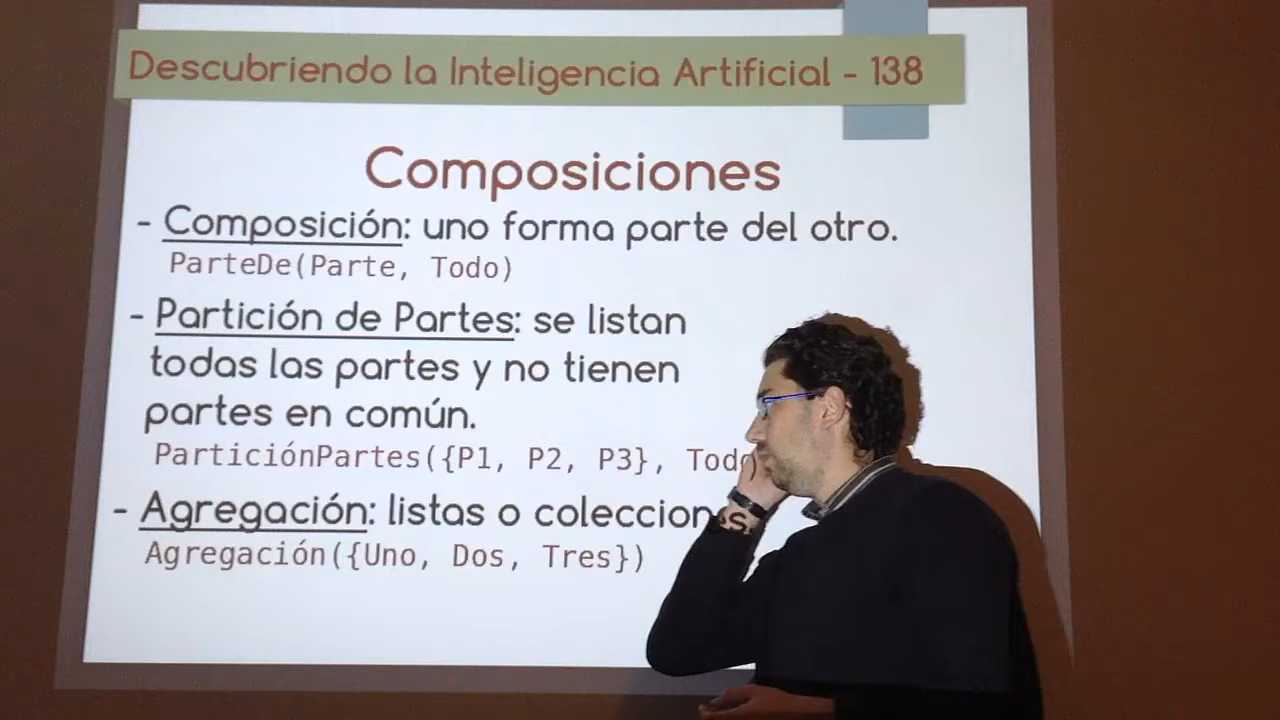 Descubriendo la Inteligencia Artificial - 138
Composiciones
- Composición: uno forma parte del otro.
ParteDe(Parte, Todo)
- Partición de Partes: se listan
todas las partes y no tienen
partes en común.
ParticiónPartes({P1, P2, P3}, Todo)
- Agregación: listas o colecciones.
Agregación({Uno, Dos, Tres})